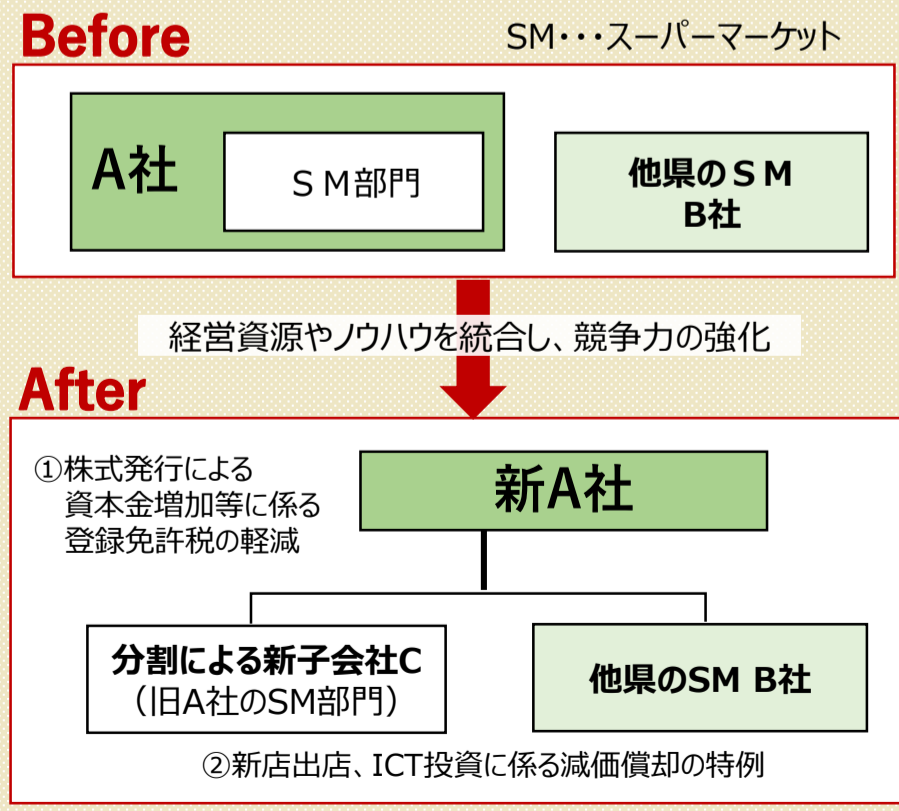 Before
SM・・・スーパーマーケット
A社
ＳＭ部門
他県のＳＭ
B社
経営資源やノウハウを統合し、競争力の強化
After
①株式発行による
資本金増加等に係る
登録免許税の軽減
新A社
分割による新子会社C
（旧A社のSM部門）
他県のSM B社
②新店出店、ICT投資に係る減価償却の特例